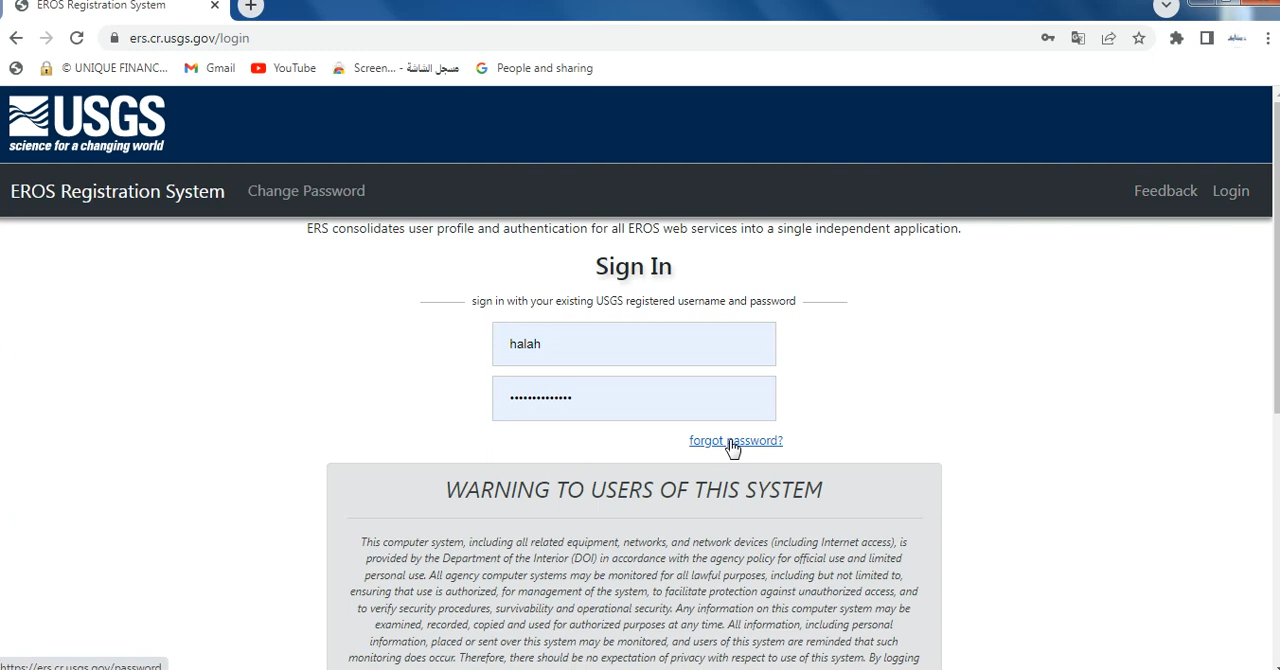 EROS Registration System
ers.cr.usgs.gov/login
© UNIQUE FINANC...
Gmail
YouTube
Screen... - مسجل الشاشة
People and sharing
USGS
science for a changing world
EROS Registration System
Change Password
Feedback
Login
ERS consolidates user profile and authentication for all EROS web services into a single independent application.
Sign In
sign in with your existing USGS registered username and password
halah
••••••••••••••
forgot password?
WARNING TO USERS OF THIS SYSTEM
This computer system, including all related equipment, networks, and network devices (including Internet access), is
provided by the Department of the Interior (DOI) in accordance with the agency policy for official use and limited
personal use. All agency computer systems may be monitored for all lawful purposes, including but not limited to,
ensuring that use is authorized, for management of the system, to facilitate protection against unauthorized access, and
to verify security procedures, survivability and operational security. Any information on this computer system may be
examined, recorded, copied and used for authorized purposes at any time. All information, including personal
information, placed or sent over this system may be monitored, and users of this system are reminded that such
monitoring does occur. Therefore, there should be no expectation of privacy with respect to use of this system. By logging
https://ers.cr.usgs.gov/password